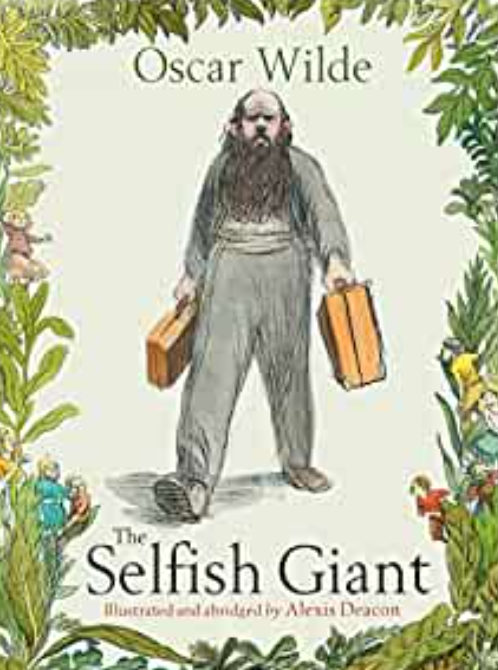 Oscar Wilde
The
Selfish Giant
Illustrated and abridged by Alexis Deacon